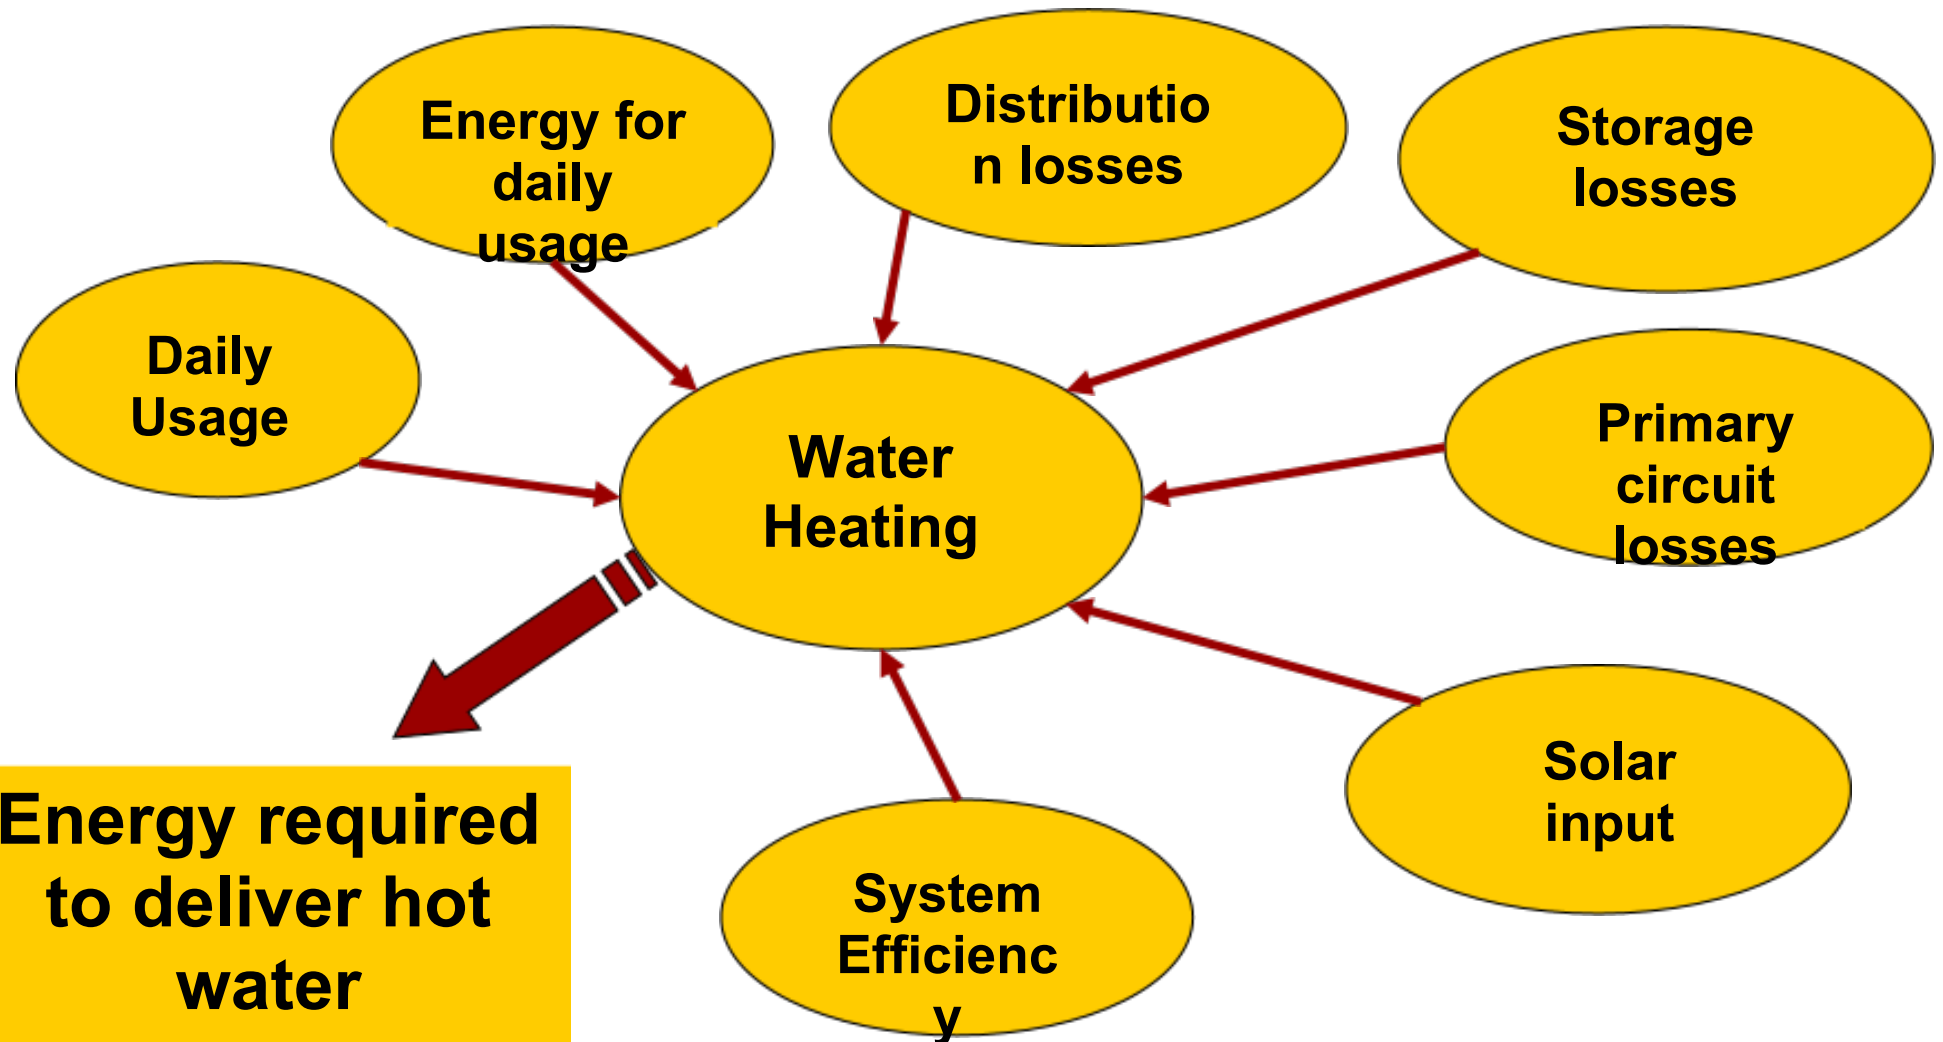 Energy for
daily
usage
Distributio
n losses
Storage
losses
Daily
Usage
Water
Heating
Primary
circuit
losses
Solar
input
System
Efficienc
y
Energy required
to deliver hot
water